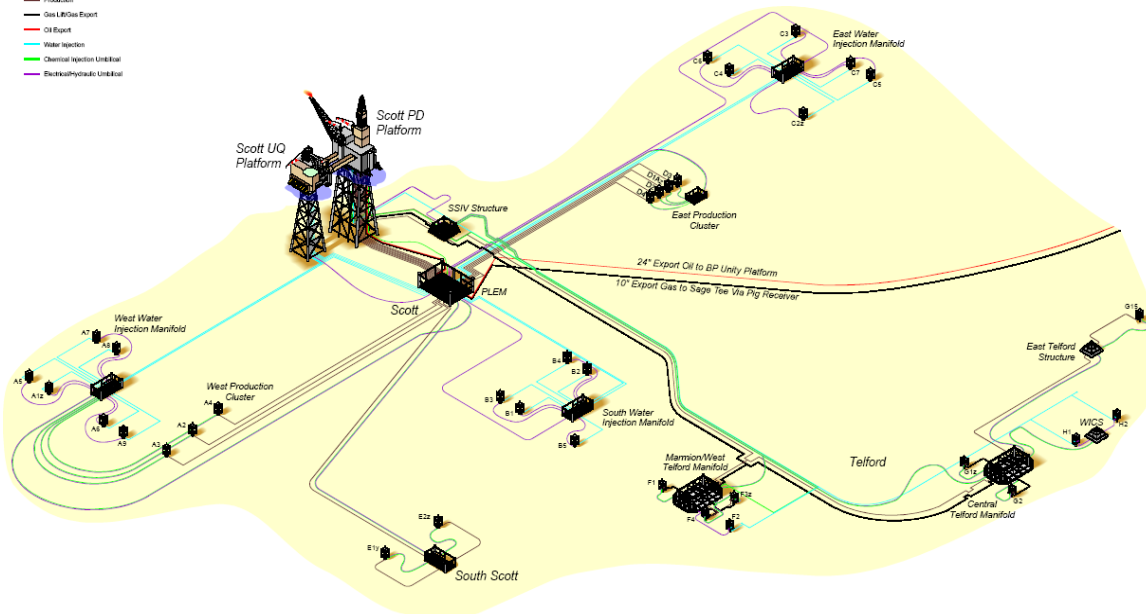 Production
Gas Lift/Gas Export
Oil Export
Water Injection
Chemical Injection Umbilical
Electrical/Hydraulic Umbilical
Scott PD
Platform
Scott UQ
Platform
East Water
Injection Manifold
C3
C6
C4
C7
C5
C2z
SSIV Structure
D3
D1A
D4
East Production
Cluster
PLEM
Scott
24" Export Oil to BP Unity Platform
10" Export Gas to Sage Tee Via Pig Receiver
West Water
Injection Manifold
A7
A5
A1z
A9
West Production
Cluster
A4
A2
A3
B4
B2
B3
B1
B5
South Water
Injection Manifold
G15
East Telford
Structure
Marmion/West
Telford Manifold
F1
F3z
F4
F2
Telford
WICS
H1
H2
G1z
G2
Central
Telford Manifold
E2z
E1y
South Scott